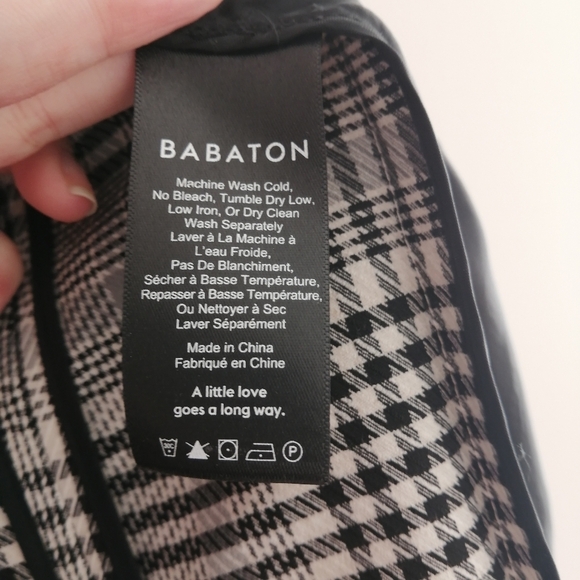 BABATON
Machine Wash Cold,
No Bleach, Tumble Dry Low,
Low Iron, Or Dry Clean
Wash Separately
Laver à La Machine à
L'eau Froide,
Pas De Blanchiment,
Sécher à Basse Température,
Repasser à Basse Température,
Ou Nettoyer à Sec
Laver Séparément
Made in China
Fabriqué en Chine
A little love
goes a long way.
30C P